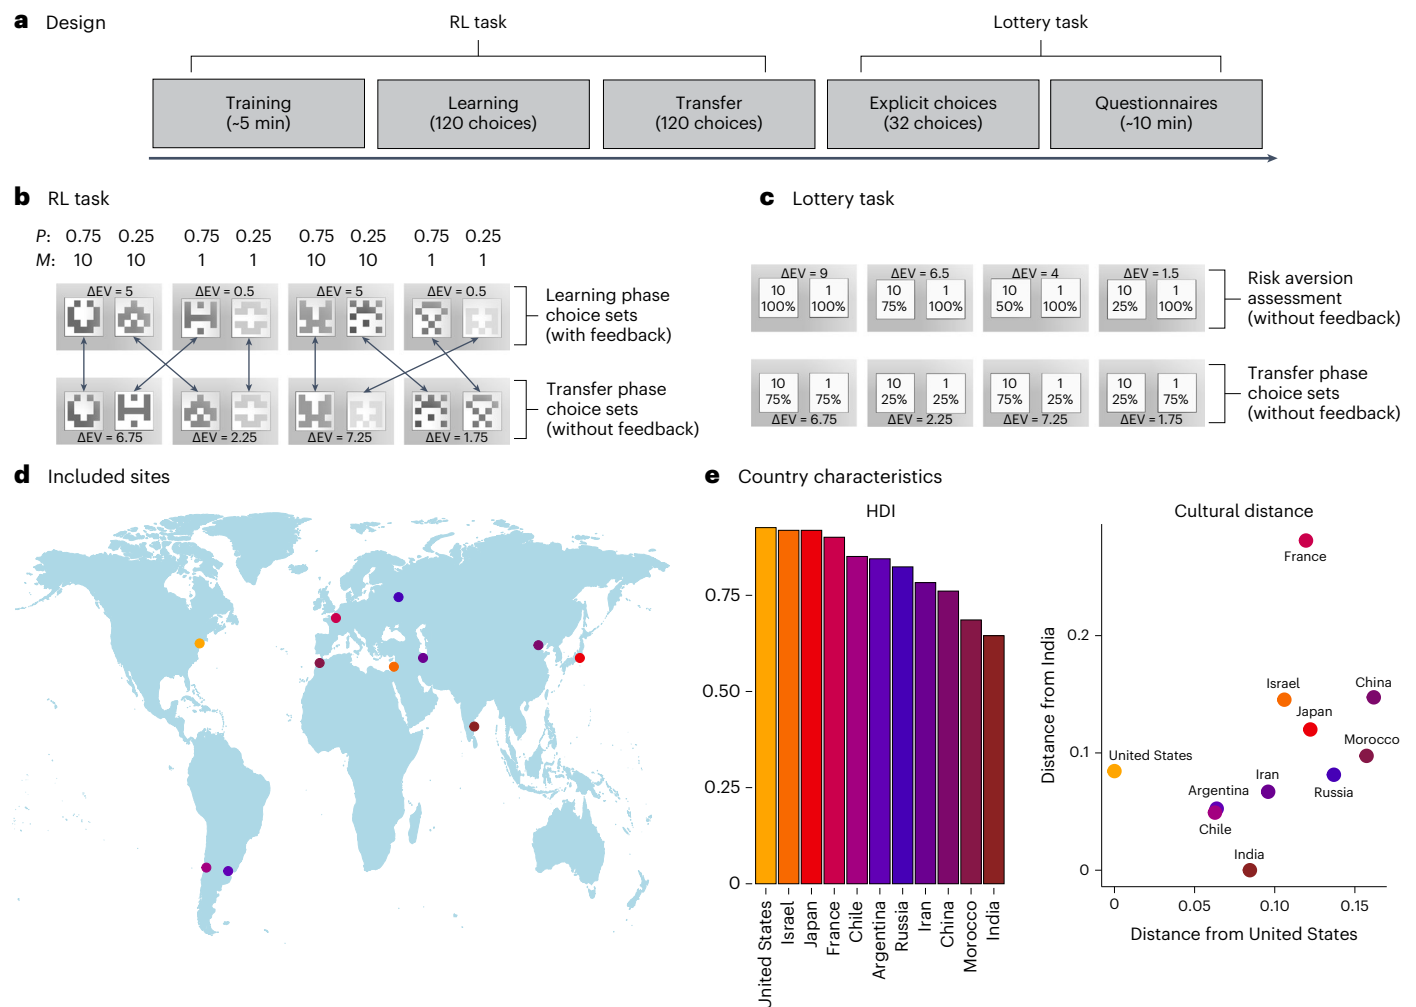 a Design
RL task
Lottery task
Training
(~5 min)
Learning
(120 choices)
Transfer
(120 choices)
Explicit choices
(32 choices)
Questionnaires
(~10 min)
b RL task
P: 0.75 0.25 0.75 0.25 0.75 0.25 0.75 0.25
M: 10 10 1 1 10 10 1 1
ΔEV = 5 ΔEV = 0.5 ΔEV = 5 ΔEV = 0.5
Learning phase
choice sets
(with feedback)
Transfer phase
choice sets
(without feedback)
ΔEV = 6.75 ΔEV = 2.25 ΔEV = 7.25 ΔEV = 1.75
c Lottery task
ΔEV = 9 ΔEV = 6.5 ΔEV = 4 ΔEV = 1.5
10 1 10 1 10 1 10 1
100% 100% 75% 100% 50% 100% 25% 100%
Risk aversion
assessment
(without feedback)
10 1 10 1 10 1 10 1
75% 75% 25% 25% 75% 25% 25% 75%
ΔEV = 6.75 ΔEV = 2.25 ΔEV = 7.25 ΔEV = 1.75
Transfer phase
choice sets
(without feedback)
d Included sites
e Country characteristics
HDI
0.75
0.50
0.25
0
United States
Israel
Japan
France
Chile
Argentina
Russia
Iran
China
Morocco
India
Cultural distance
Distance from India
0.2
0.1
0
France
Israel
China
Japan
Morocco
United States
Iran
Russia
Argentina
Chile
India
0 0.05 0.10 0.15
Distance from United States